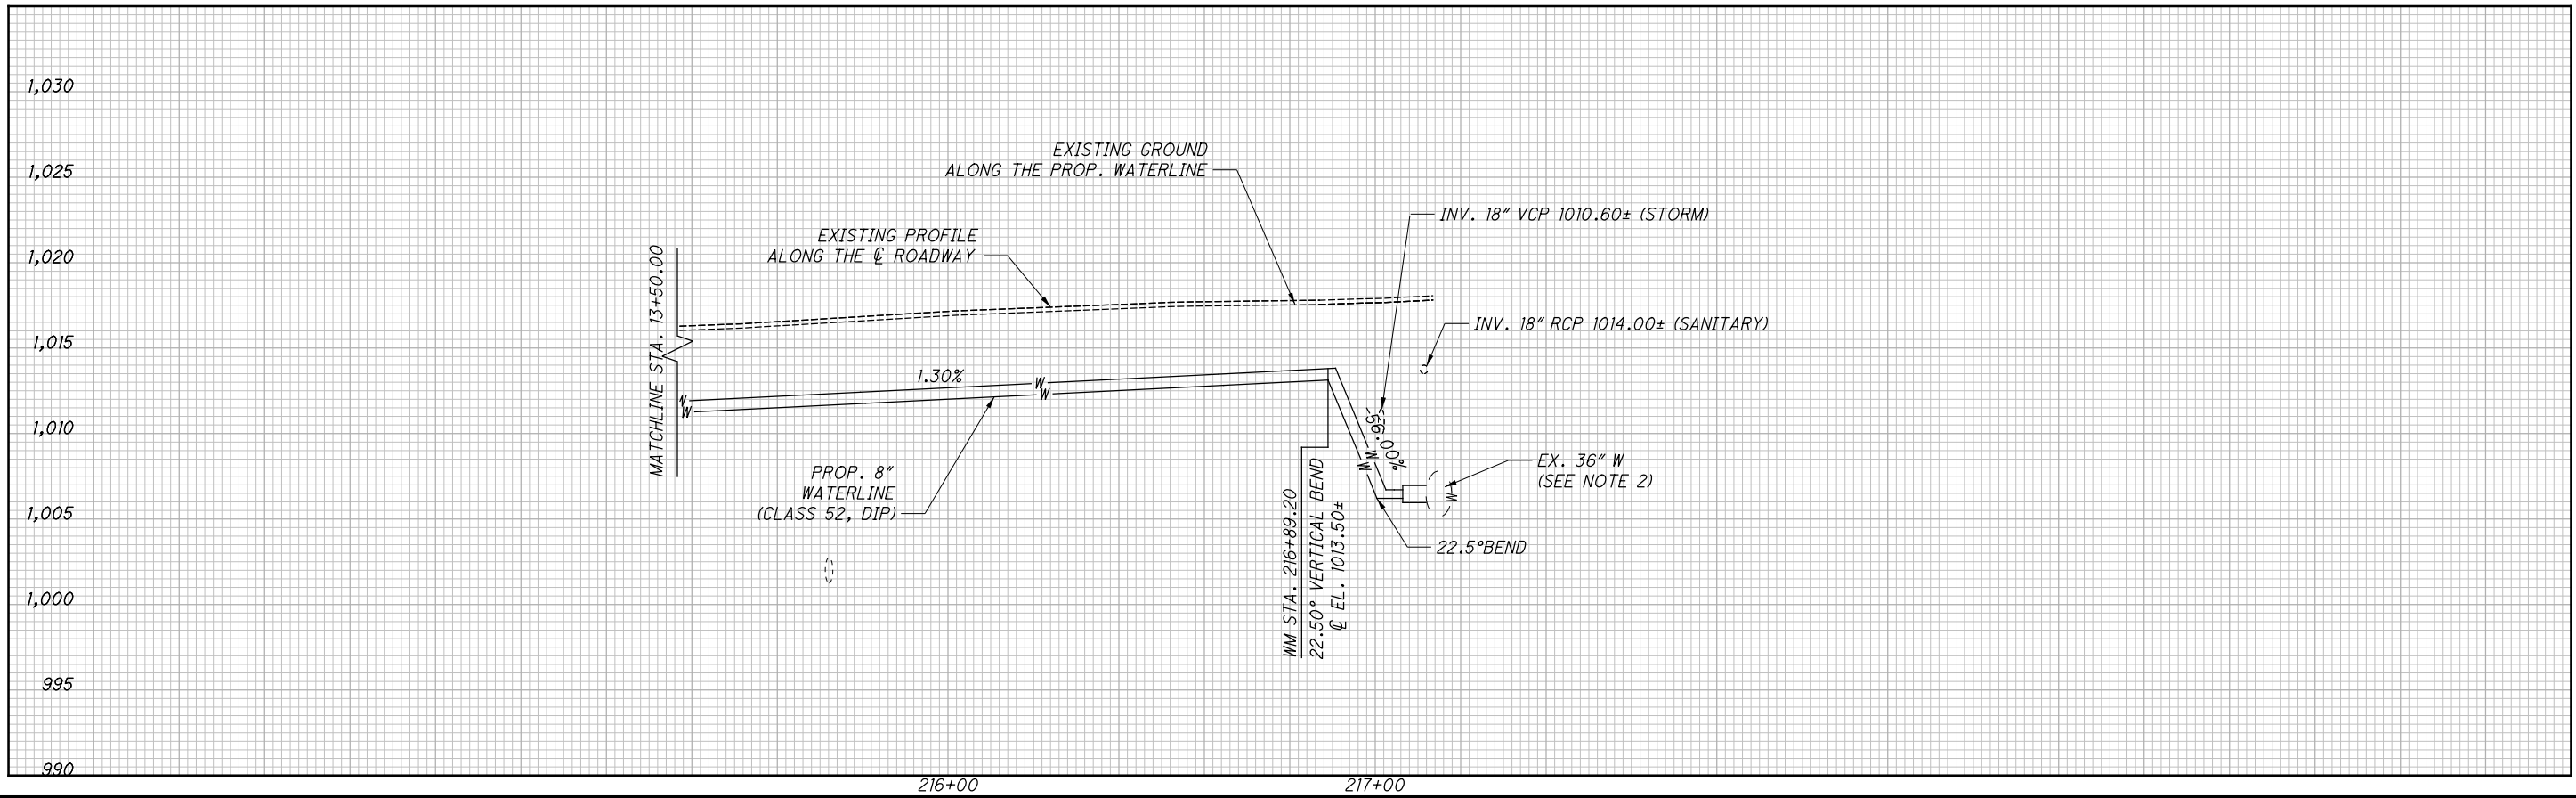 1,030
1,025
1,020
1,015
1,010
1,005
1,000
995
990
EXISTING GROUND
ALONG THE PROP. WATERLINE
INV. 18" VCP 1010.60± (STORM)
EXISTING PROFILE
ALONG THE ℄ ROADWAY
MATCHLINE STA. 13+50.00
INV. 18" RCP 1014.00± (SANITARY)
1.30%
W
W
W
W
-56.00%
W
W
PROP. 8"
WATERLINE
(CLASS 52, DIP)
EX. 36" W
(SEE NOTE 2)
W
22.5°BEND
WM STA. 216+89.20
22.50° VERTICAL BEND
℄ EL. 1013.50±
216+00
217+00